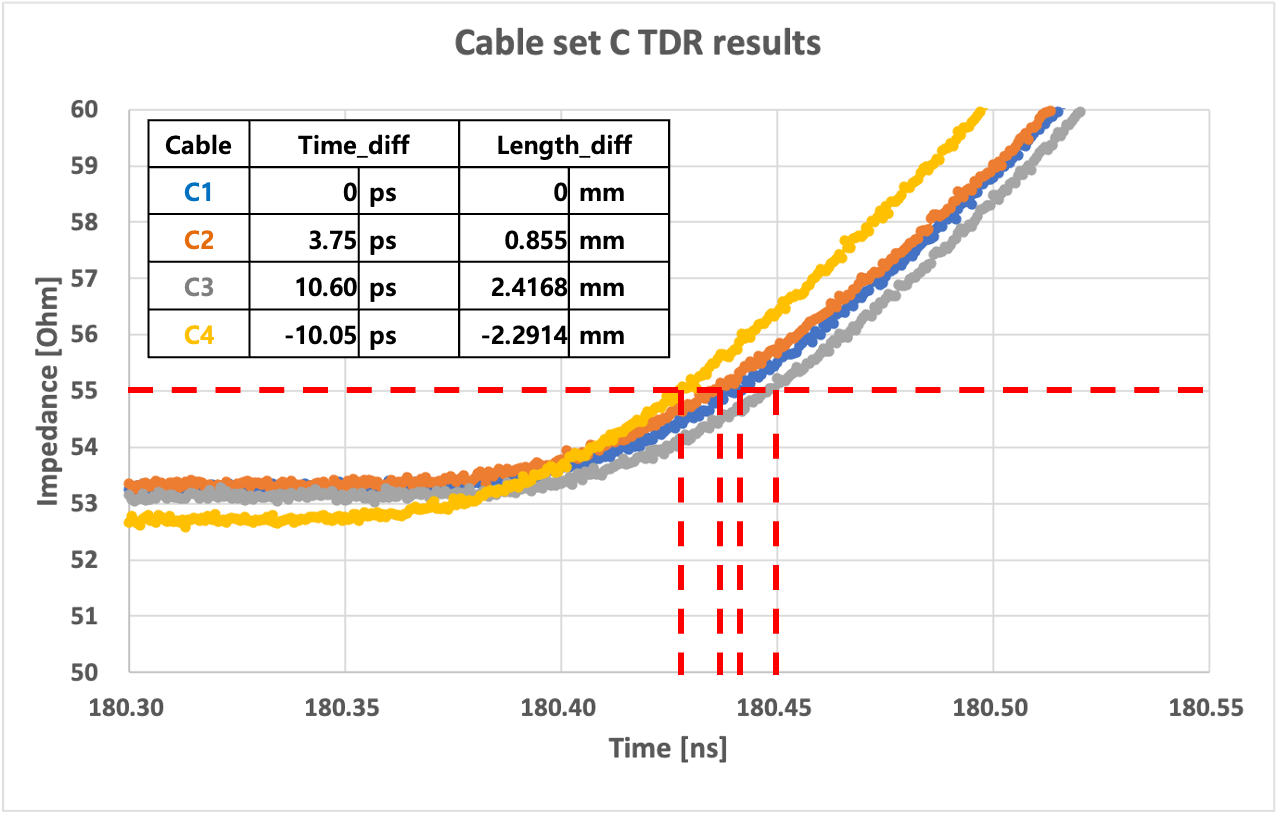 Cable set C TDR results
Cable Time_diff Length_diff
C1 0 ps 0 mm
C2 3.75 ps 0.855 mm
C3 10.60 ps 2.4168 mm
C4 -10.05 ps -2.2914 mm
Impedance [Ohm]
60
59
58
57
56
55
54
53
52
51
50
180.30 180.35 180.40 180.45 180.50 180.55
Time [ns]